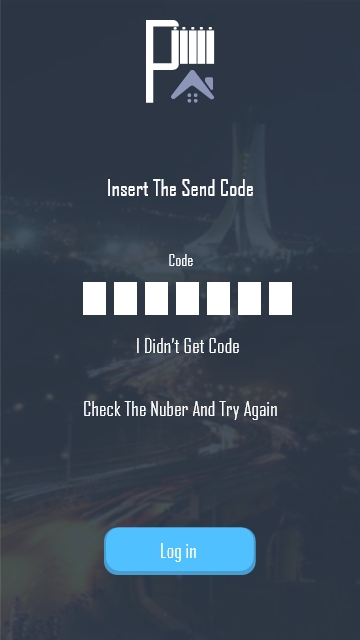 Insert The Send Code
Code
I Didn't Get Code
Check The Nuber And Try Again
Log in